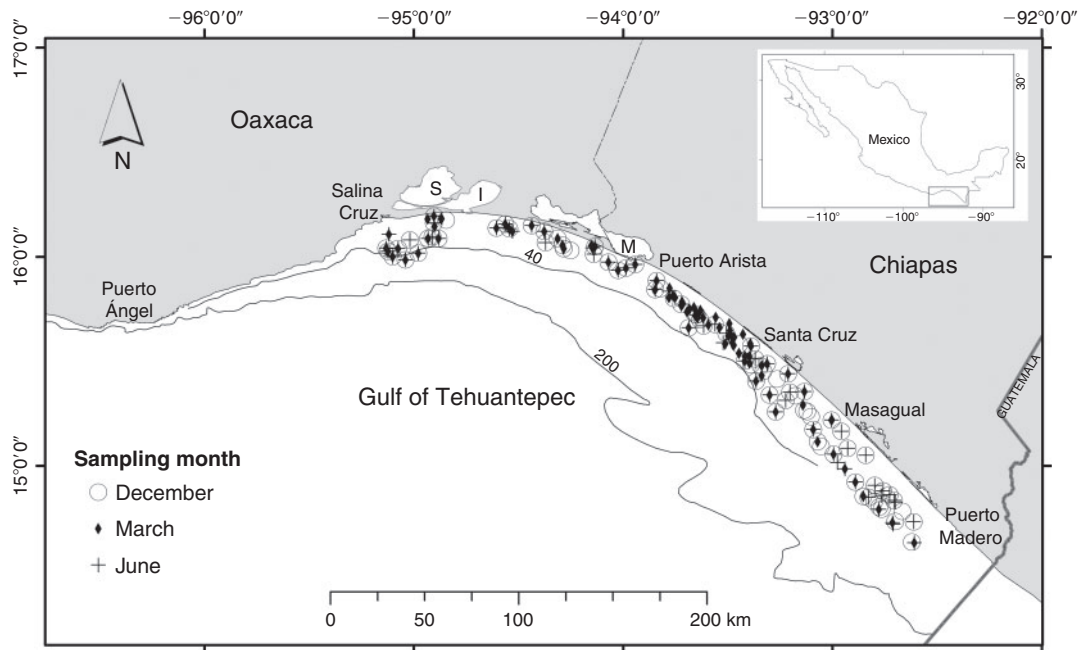 −96°0′0″ −95°0′0″ −94°0′0″ −93°0′0″ −92°0′0″
17°0′0″
16°0′0″
15°0′0″
N
Oaxaca
30°
20°
Mexico
−110° −100° −90°
Salina
Cruz
S
I
M
Puerto
Ángel
40
200
Puerto Arista
Chiapas
Santa Cruz
GUATEMALA
Gulf of Tehuantepec
Masagual
Puerto
Madero
Sampling month
December
March
June
0 50 100 200 km